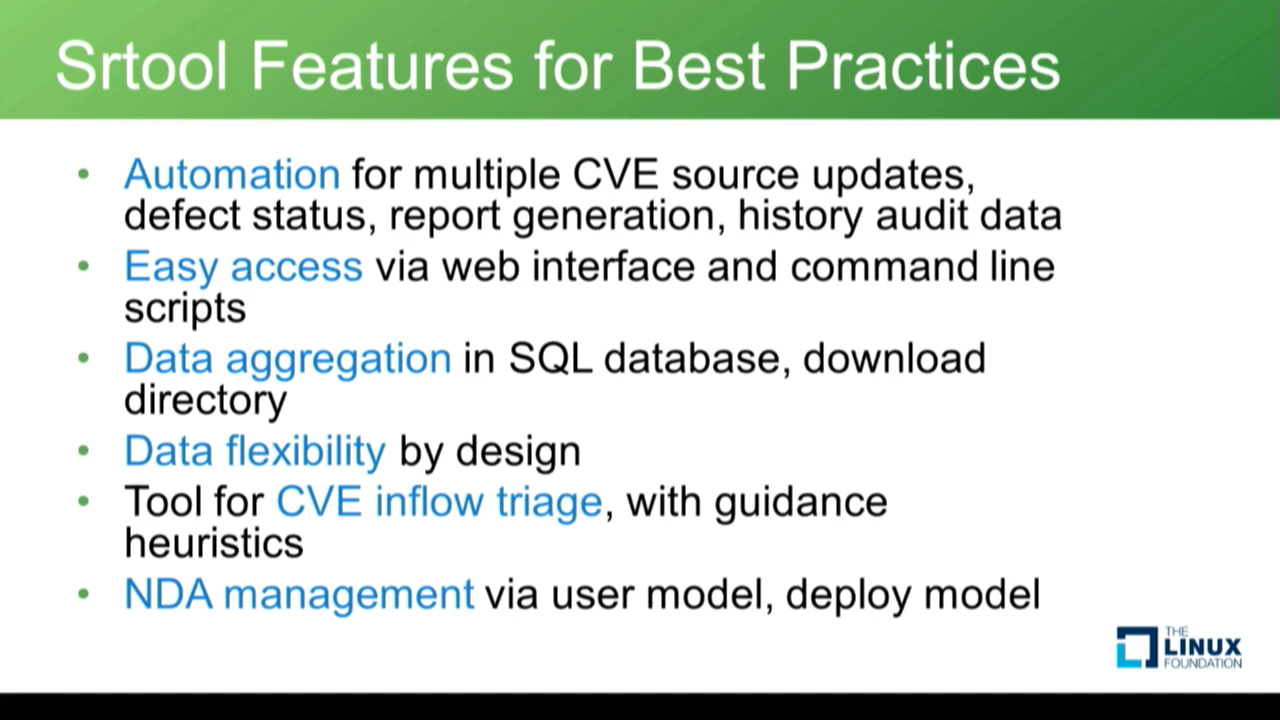 Srtool Features for Best Practices
• Automation for multiple CVE source updates,
defect status, report generation, history audit data
• Easy access via web interface and command line
scripts
• Data aggregation in SQL database, download
directory
• Data flexibility by design
• Tool for CVE inflow triage, with guidance
heuristics
• NDA management via user model, deploy model
THE
LINUX
FOUNDATION